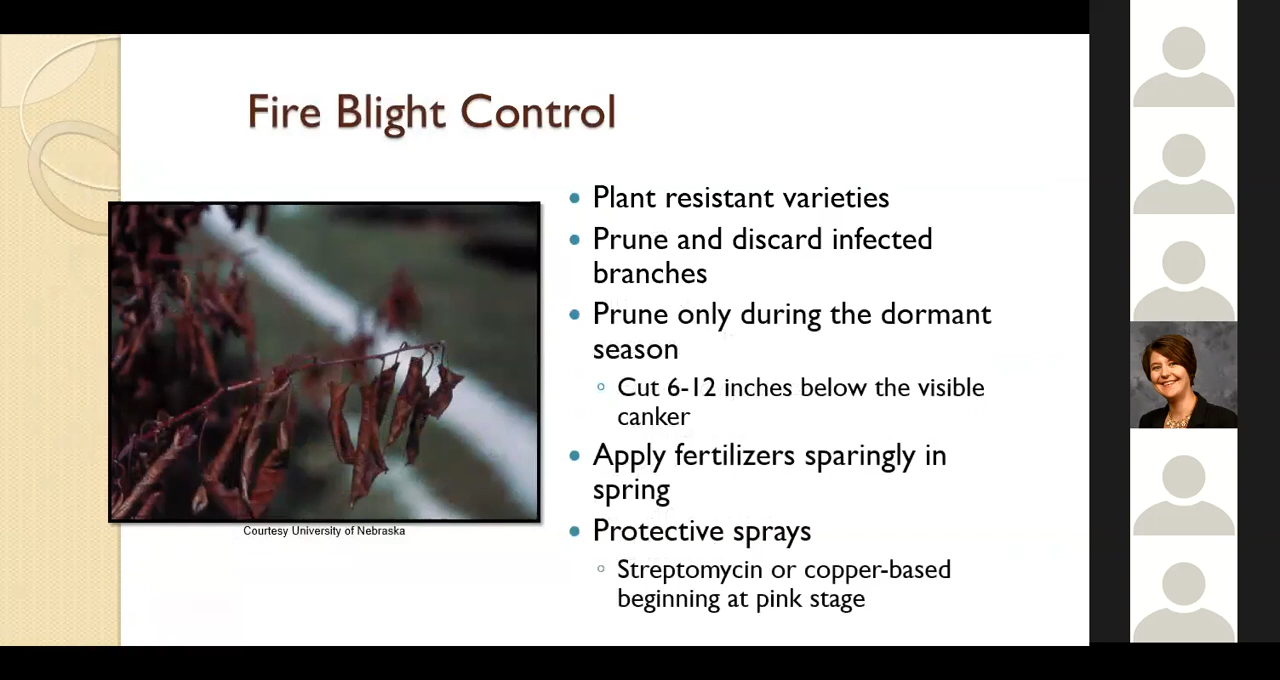 Fire Blight Control
Plant resistant varieties
Prune and discard infected
branches
Prune only during the dormant
season
Cut 6-12 inches below the visible
canker
Apply fertilizers sparingly in
spring
Protective sprays
Streptomycin or copper-based
beginning at pink stage
Courtesy University of Nebraska